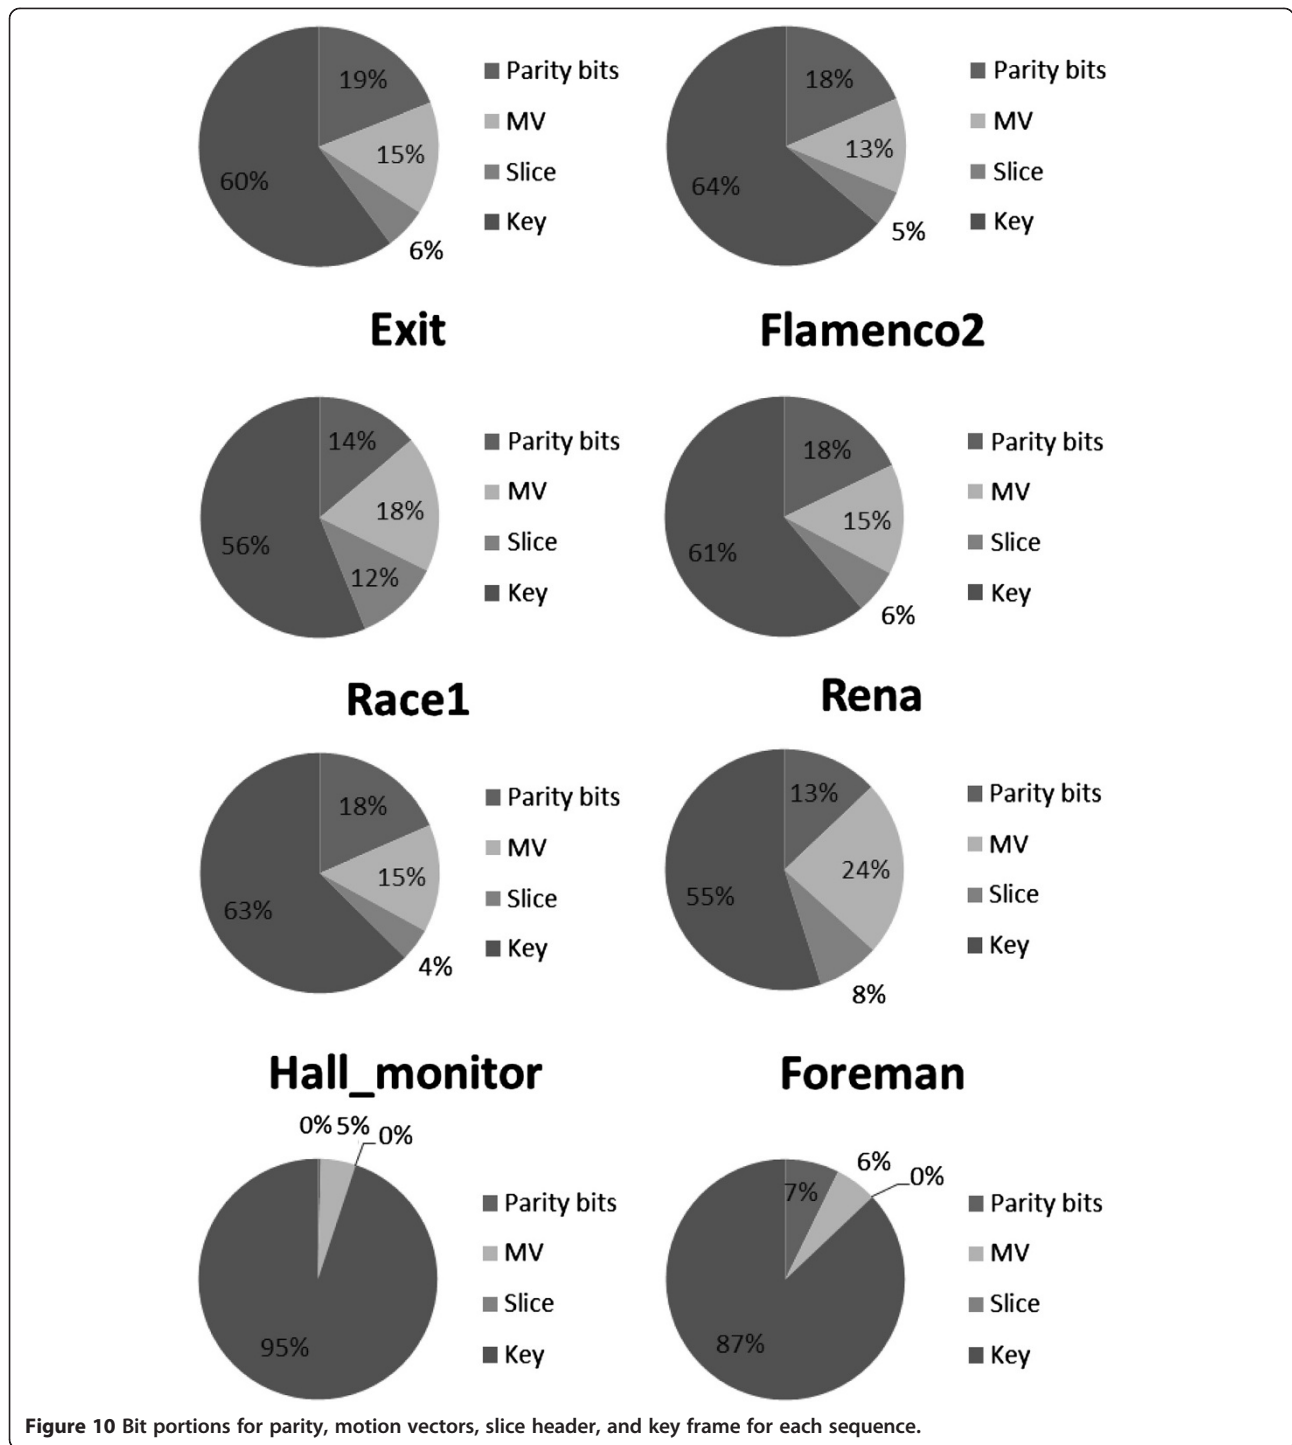 19%
15%
6%
60%
Parity bits
MV
Slice
Key
18%
13%
5%
64%
Parity bits
MV
Slice
Key
Exit
Flamenco2
14%
18%
12%
56%
Parity bits
MV
Slice
Key
18%
15%
6%
61%
Parity bits
MV
Slice
Key
Race1
Rena
18%
15%
4%
63%
Parity bits
MV
Slice
Key
13%
24%
8%
55%
Parity bits
MV
Slice
Key
Hall_monitor
Foreman
0%
5%
0%
95%
Parity bits
MV
Slice
Key
7%
6%
0%
87%
Parity bits
MV
Slice
Key
Figure 10 Bit portions for parity, motion vectors, slice header, and key frame for each sequence.